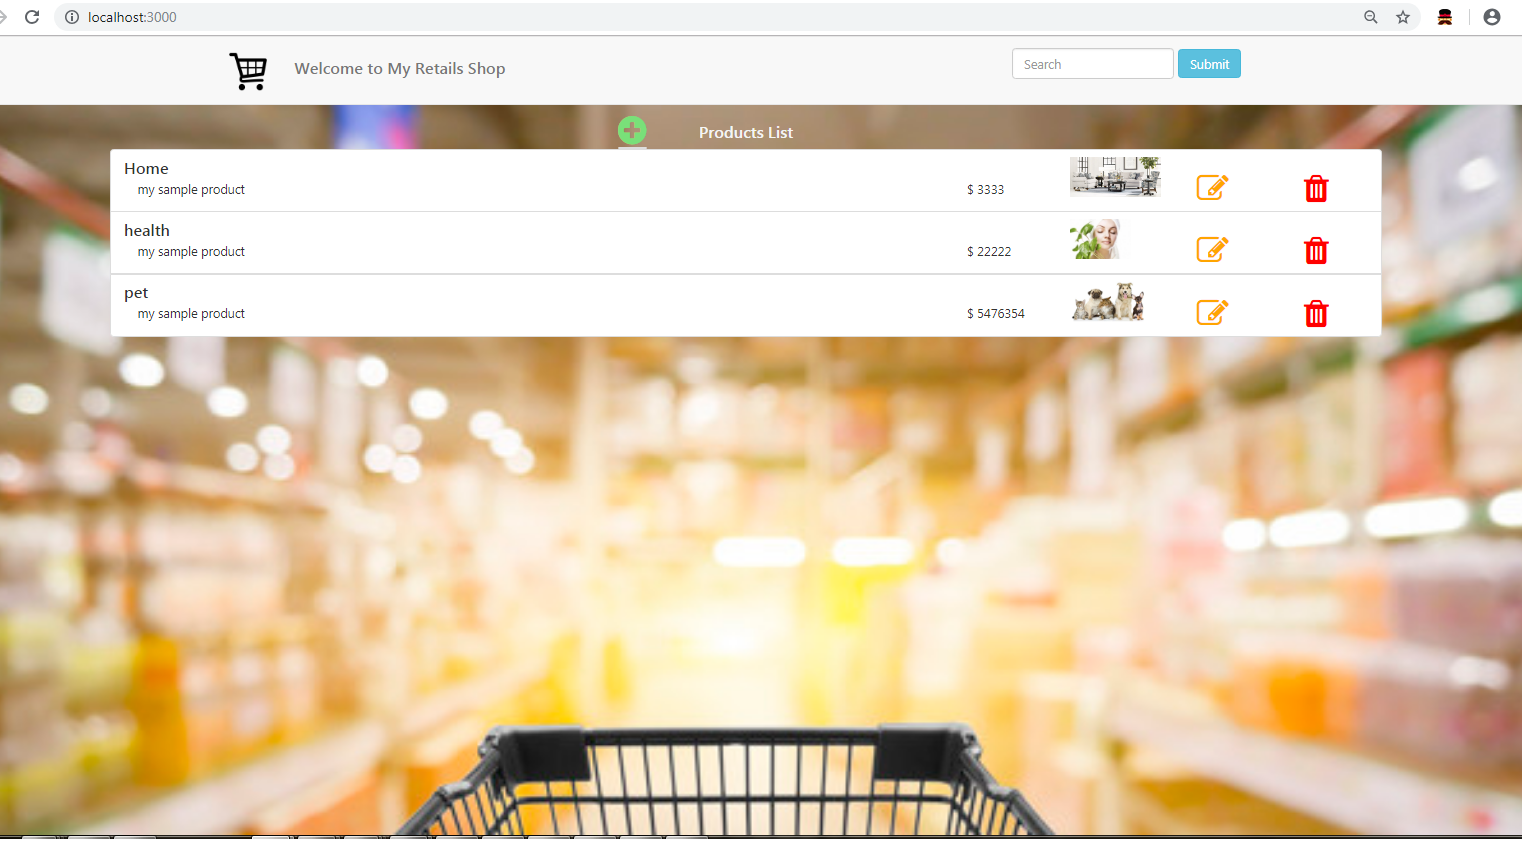 localhost:3000
Welcome to My Retails Shop
Search
Submit
Products List
Home
my sample product
$ 3333
health
my sample product
$ 22222
pet
my sample product
$ 5476354